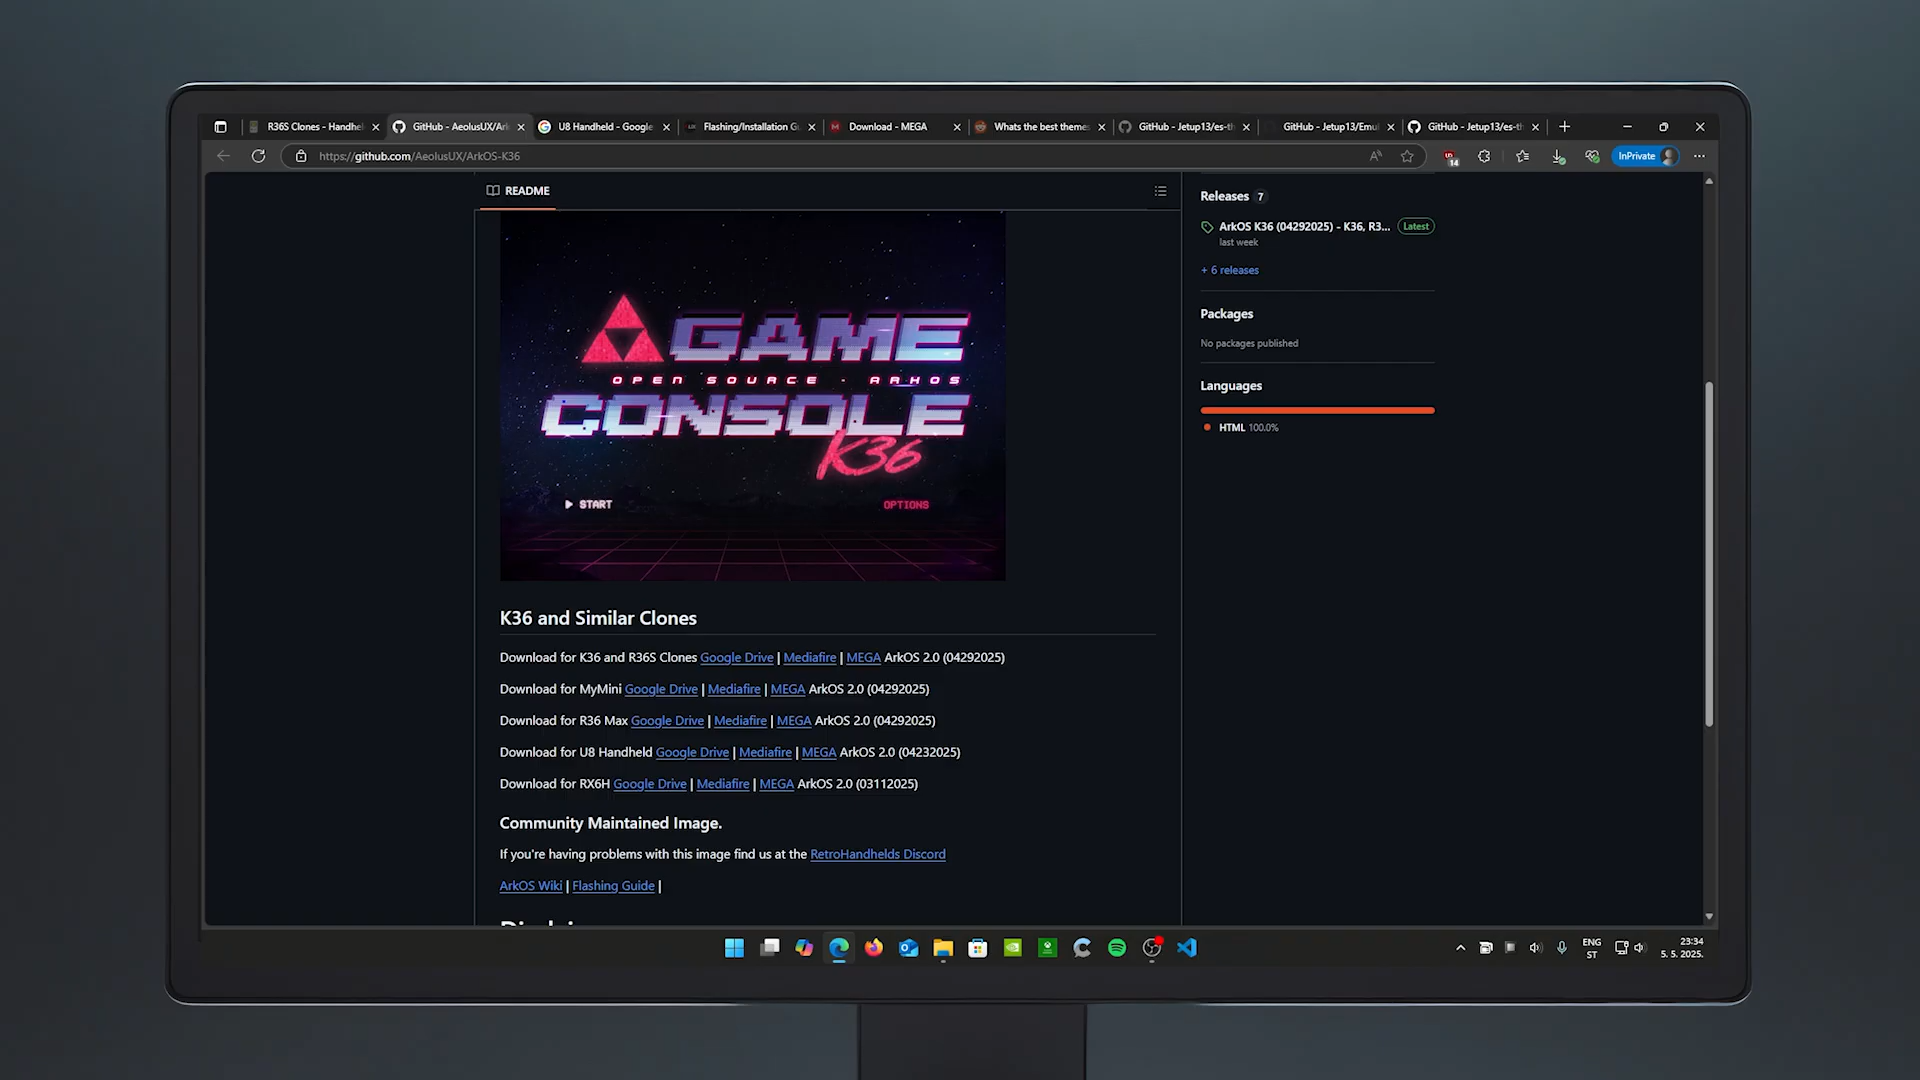 R36S Clones - Handhel
GitHub - AeolusUX/Ark
U8 Handheld - Google
Flashing/Installation Gu
Download - MEGA
Whats the best theme
GitHub - Jetup13/es-th
GitHub - Jetup13/Emul
GitHub - Jetup13/es-th
https://github.com/AeolusUX/ArkOS-K36
14
InPrivate
README
GAME
OPEN SOURCE - ARKOS
CONSOLE
K36
START
OPTIONS
K36 and Similar Clones
Download for K36 and R36S Clones Google Drive | Mediafire | MEGA ArkOS 2.0 (04292025)
Download for MyMini Google Drive | Mediafire | MEGA ArkOS 2.0 (04292025)
Download for R36 Max Google Drive | Mediafire | MEGA ArkOS 2.0 (04292025)
Download for U8 Handheld Google Drive | Mediafire | MEGA ArkOS 2.0 (04232025)
Download for RX6H Google Drive | Mediafire | MEGA ArkOS 2.0 (03112025)
Community Maintained Image.
If you're having problems with this image find us at the RetroHandhelds Discord
ArkOS Wiki | Flashing Guide |
Releases 7
ArkOS K36 (04292025) - K36, R3... Latest
last week
+ 6 releases
Packages
No packages published
Languages
HTML 100.0%
ENG
ST
23:34
5. 5. 2025.